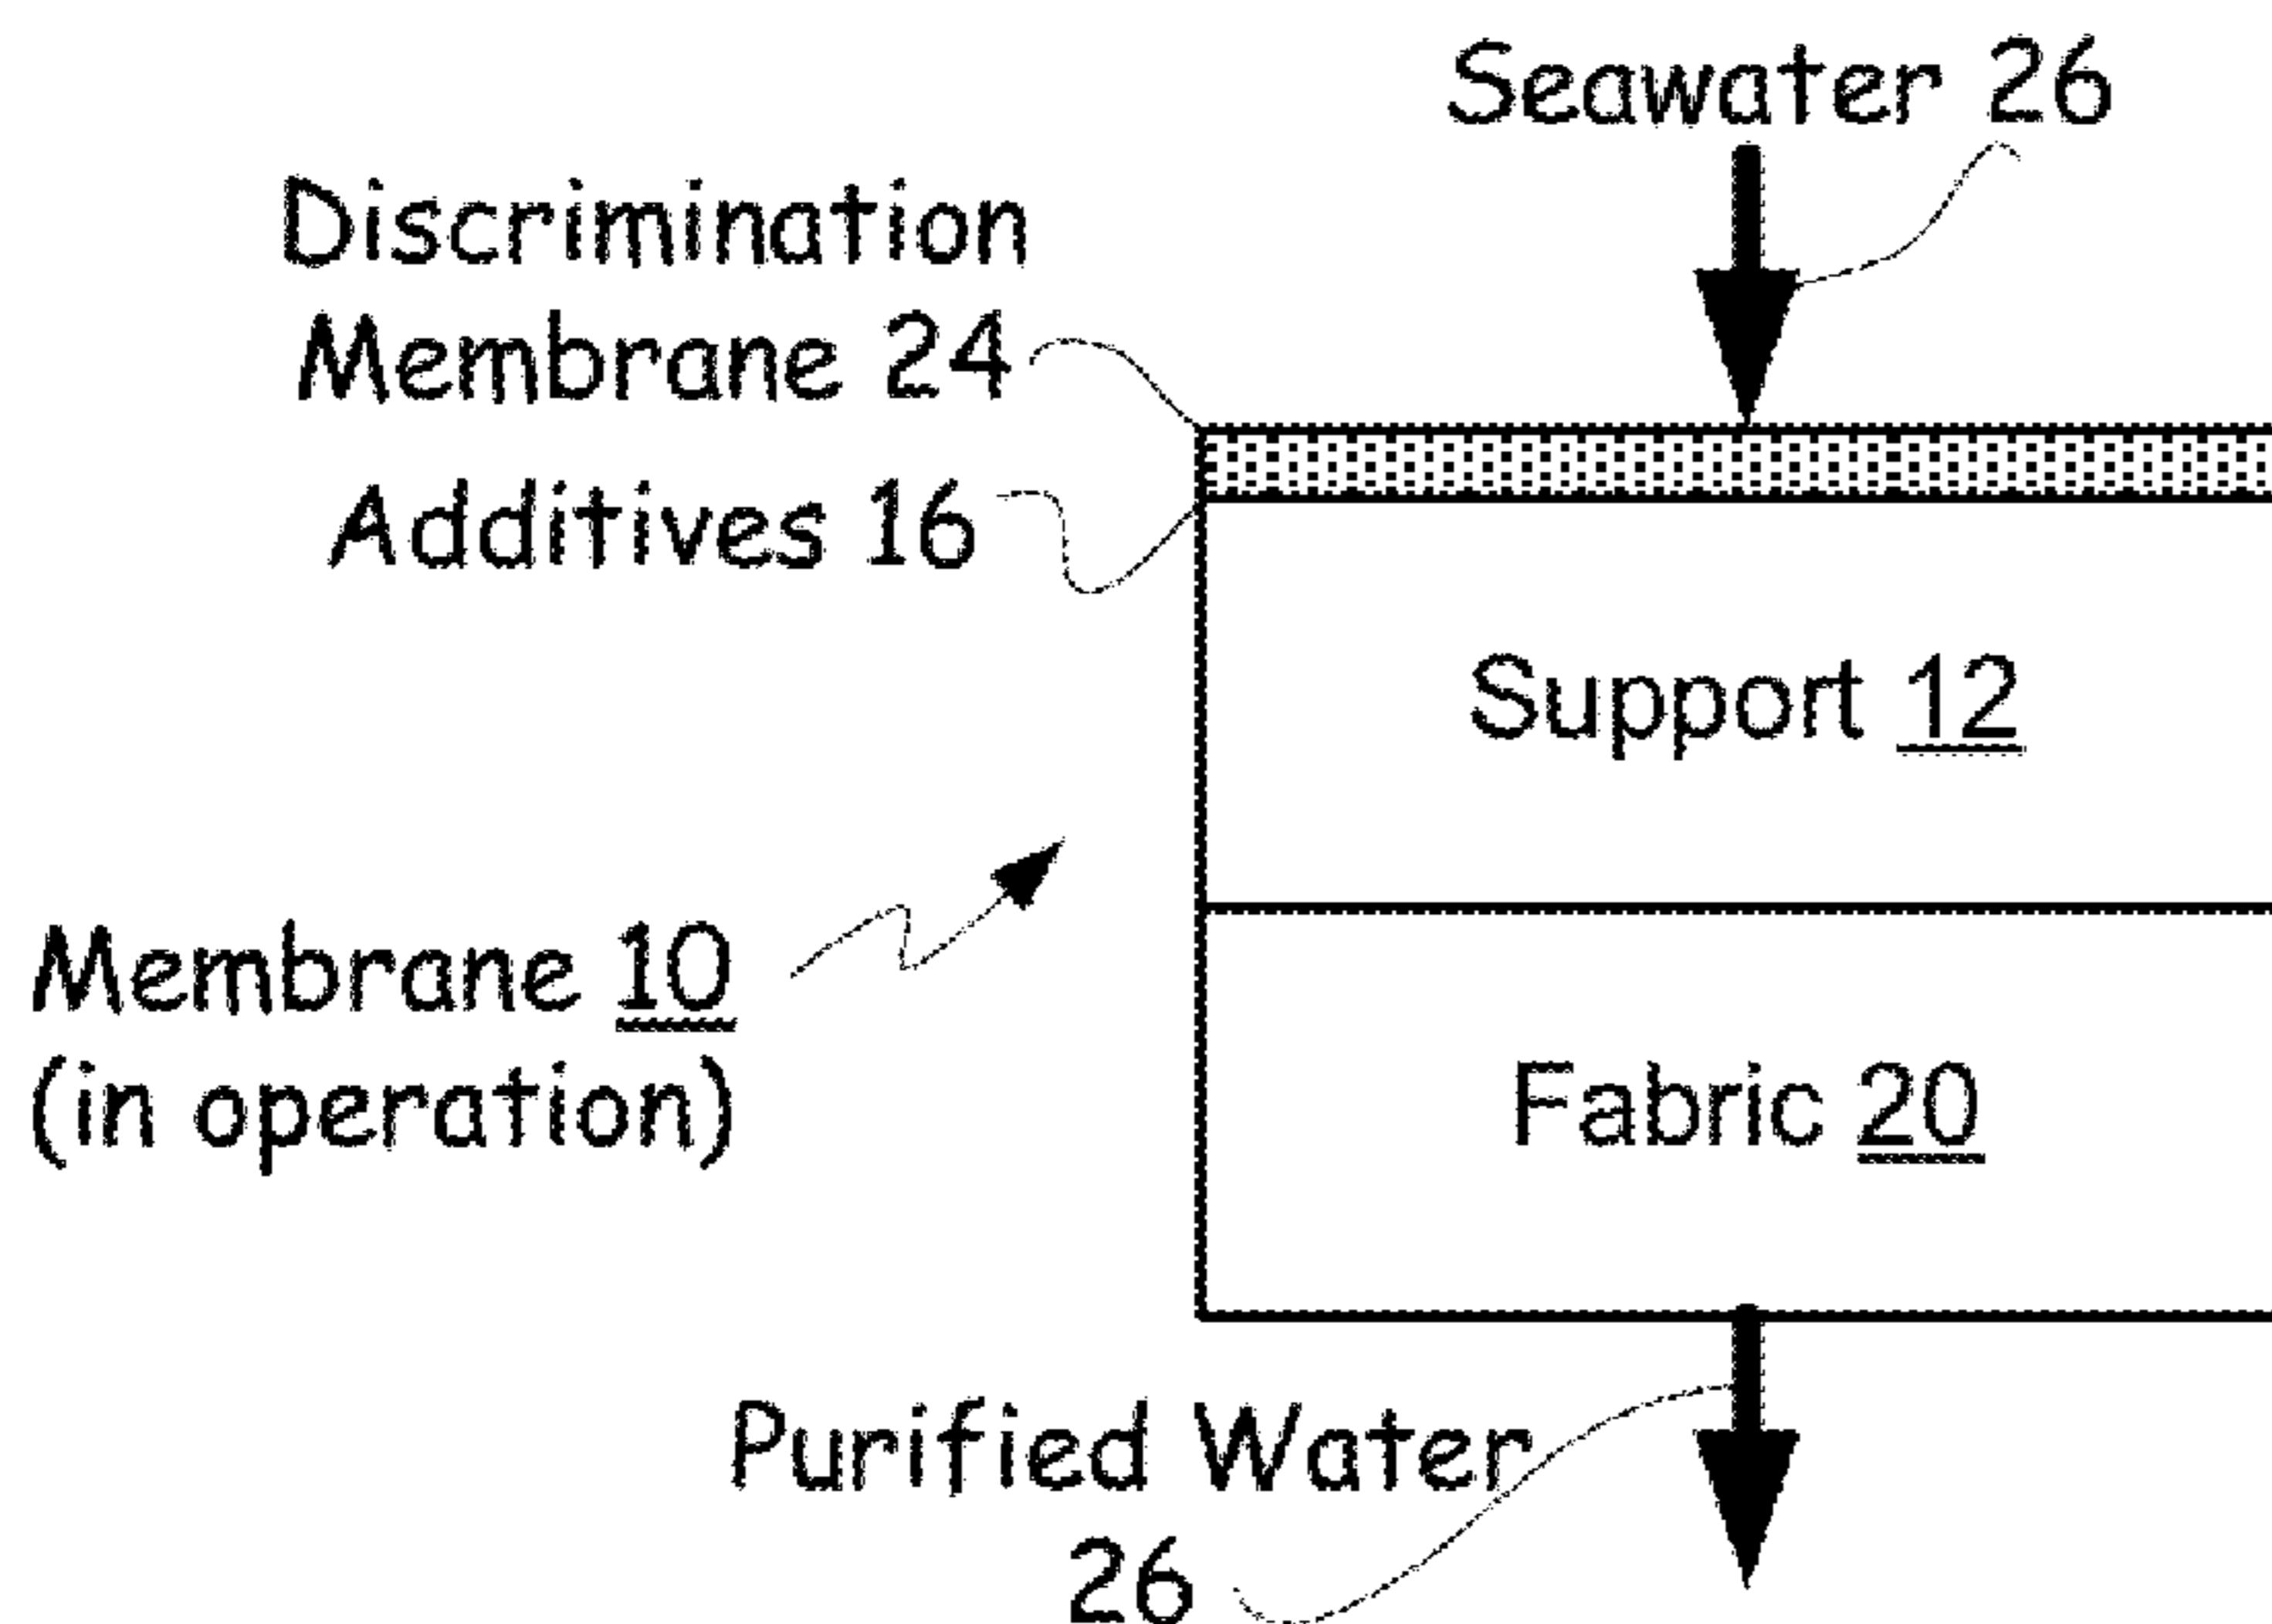 Seawater 26
Discrimination
Membrane 24
Additives 16
Support 12
Membrane 10
(in operation)
Fabric 20
Purified Water
26